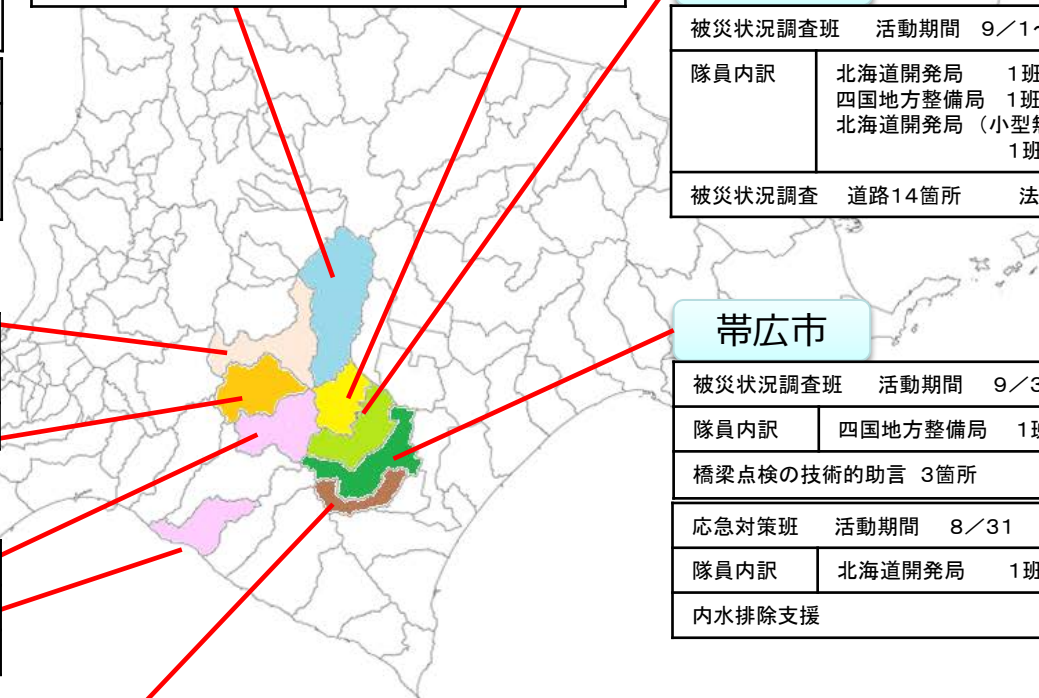 被災状況調査班 活動期間 9/1~
隊員内訳 北海道開発局 1班
四国地方整備局 1班
北海道開発局(小型無
1班
被災状況調査 道路14箇所 法
帯広市
被災状況調査班 活動期間 9/3
隊員内訳 四国地方整備局 1班
橋梁点検の技術的助言 3箇所
応急対策班 活動期間 8/31
隊員内訳 北海道開発局 1班
内水排除支援